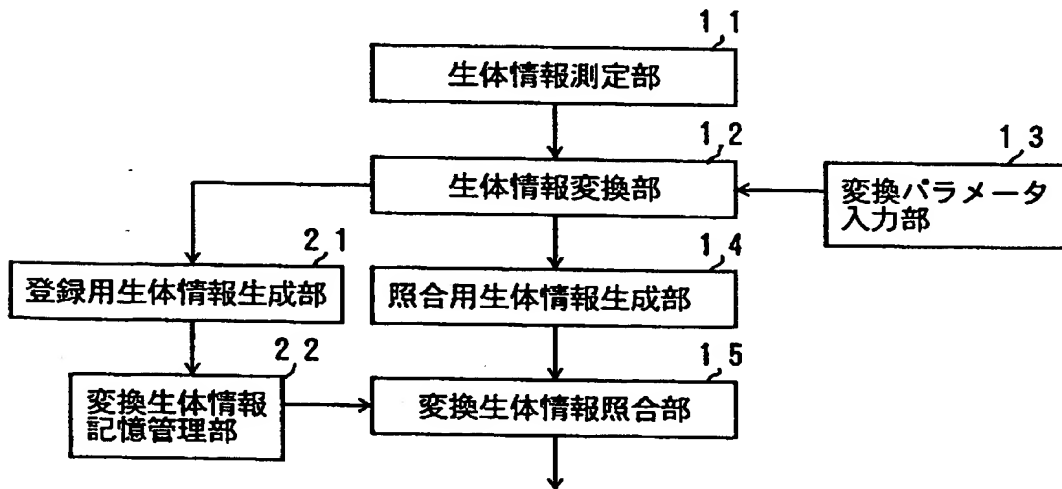 11
生体情報測定部
12
生体情報変換部
13
変換パラメータ
入力部
21
登録用生体情報生成部
14
照合用生体情報生成部
22
変換生体情報
記憶管理部
15
変換生体情報照合部